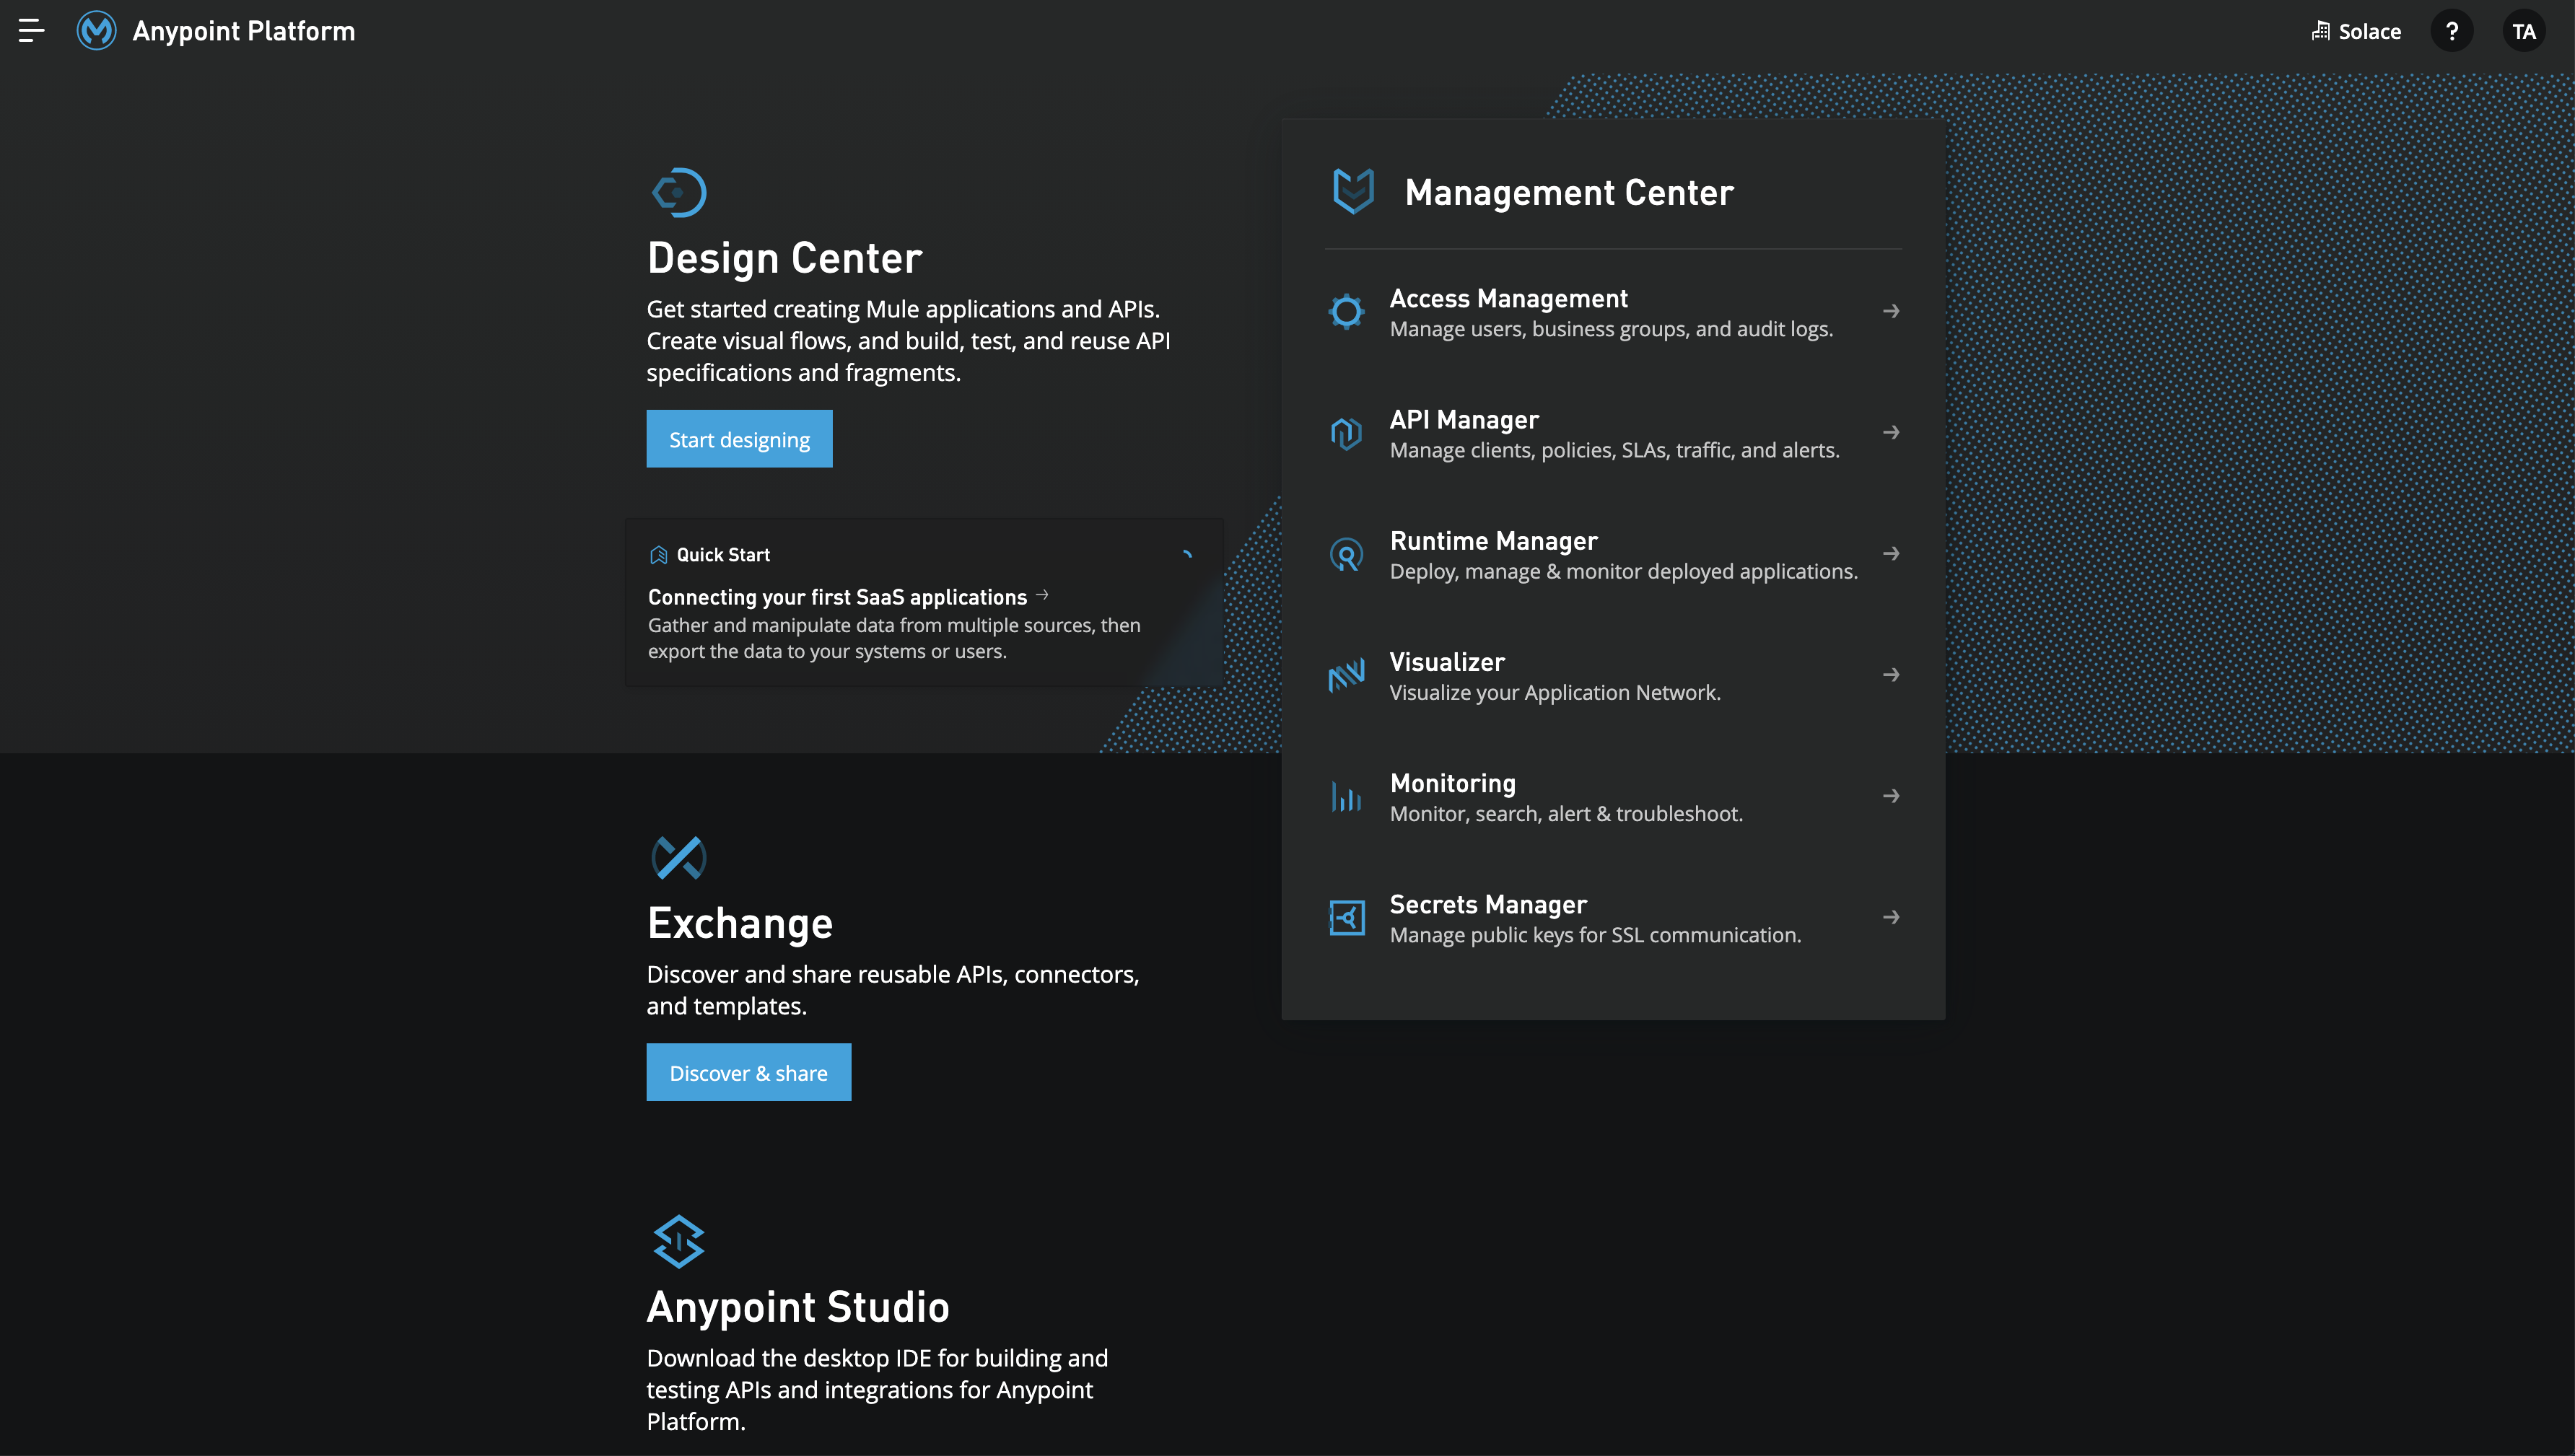 Anypoint Platform
Solace
?
TA
Design Center
Get started creating Mule applications and APIs.
Create visual flows, and build, test, and reuse API
specifications and fragments.
Start designing
Quick Start
Connecting your first SaaS applications →
Gather and manipulate data from multiple sources, then
export the data to your systems or users.
Exchange
Discover and share reusable APIs, connectors,
and templates.
Discover & share
Anypoint Studio
Download the desktop IDE for building and
testing APIs and integrations for Anypoint
Platform.
Management Center
Access Management
Manage users, business groups, and audit logs.
API Manager
Manage clients, policies, SLAs, traffic, and alerts.
Runtime Manager
Deploy, manage & monitor deployed applications.
Visualizer
Visualize your Application Network.
Monitoring
Monitor, search, alert & troubleshoot.
Secrets Manager
Manage public keys for SSL communication.